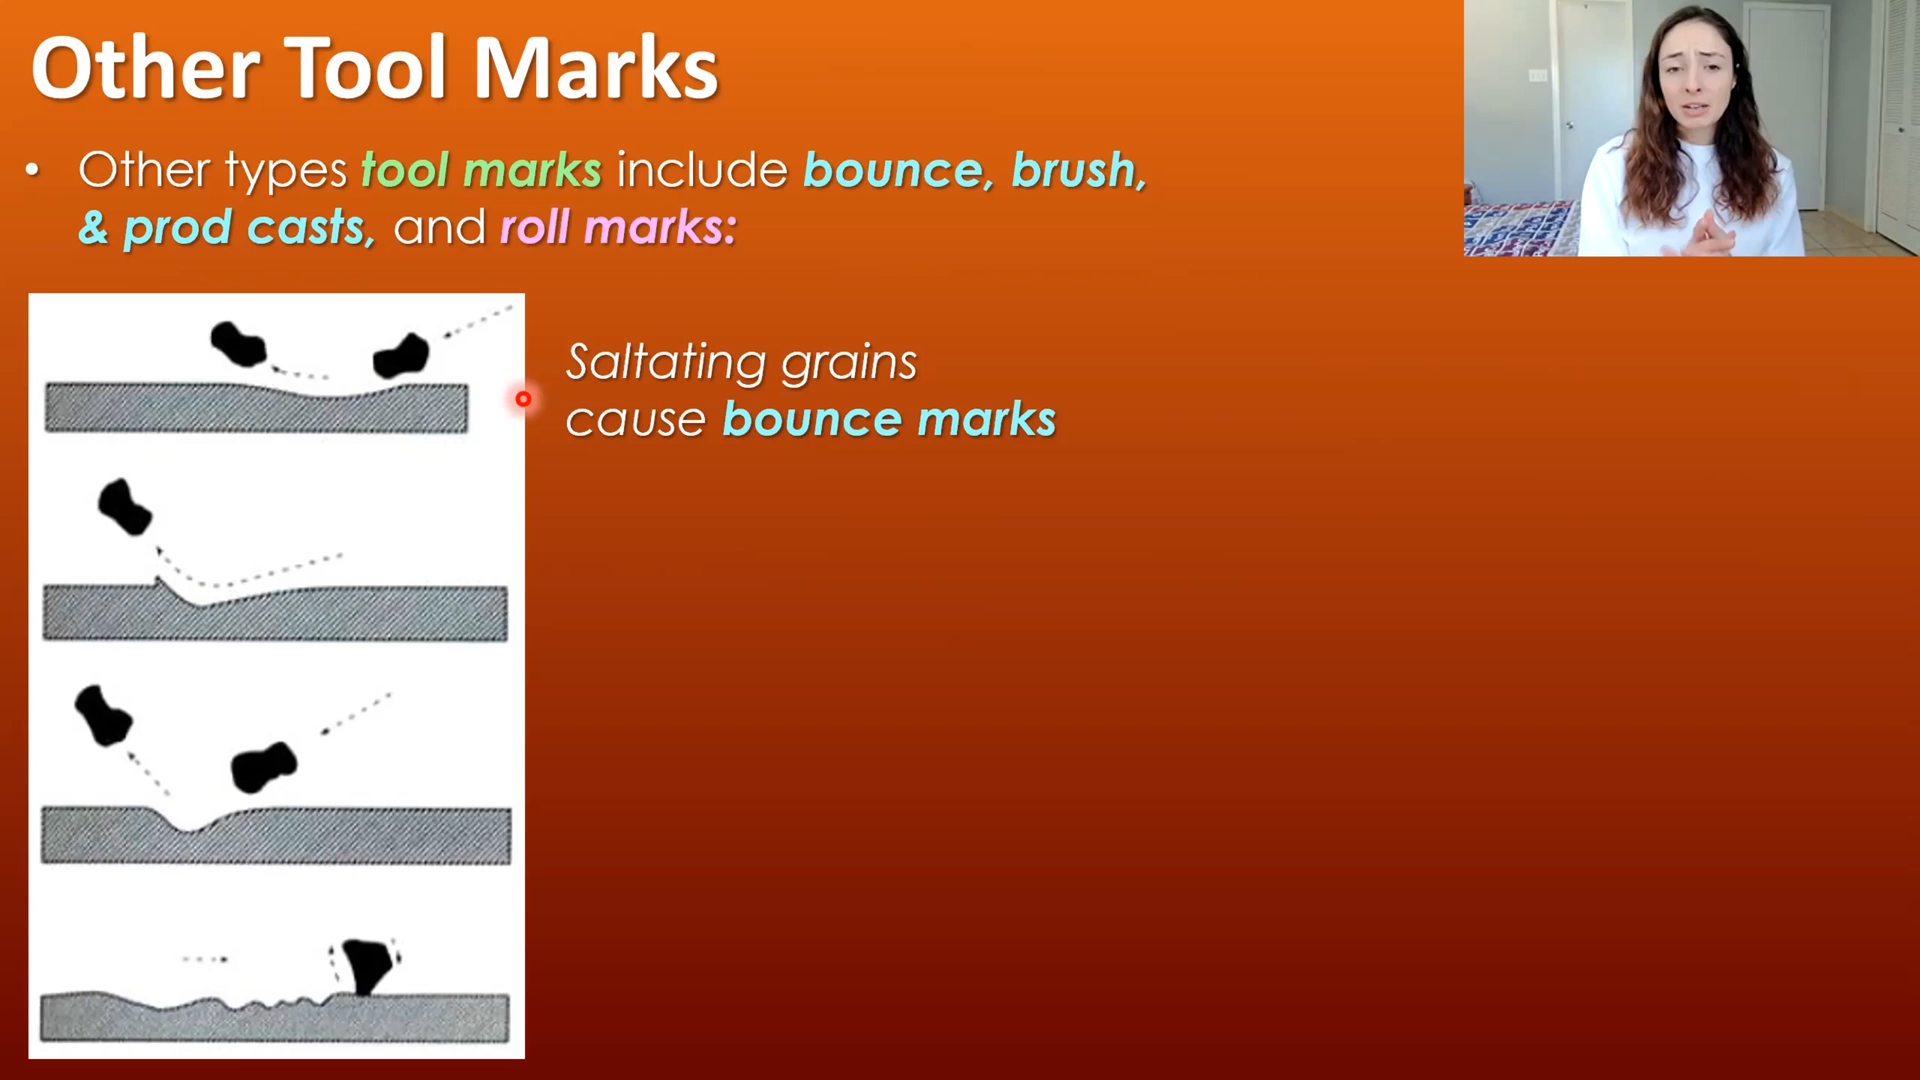 Other Tool Marks
• Other types tool marks include bounce, brush,
& prod casts, and roll marks:
Saltating grains
cause bounce marks